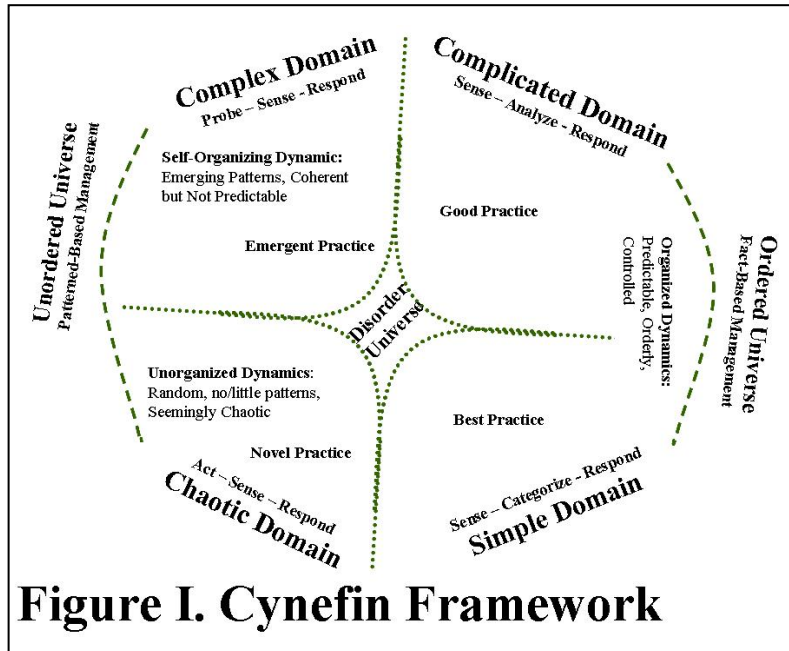 Complex Domain
Probe – Sense - Respond
Complicated Domain
Sense – Analyze - Respond
Unordered Universe
Patterned-Based Management
Self-Organizing Dynamic:
Emerging Patterns, Coherent
but Not Predictable
Emergent Practice
Good Practice
Organized Dynamics:
Predictable, Orderly,
Controlled
Ordered Universe
Fact-Based Management
Disorder
Universe
Unorganized Dynamics:
Random, no/little patterns,
Seemingly Chaotic
Novel Practice
Best Practice
Act – Sense – Respond
Chaotic Domain
Sense – Categorize - Respond
Simple Domain
Figure I. Cynefin Framework